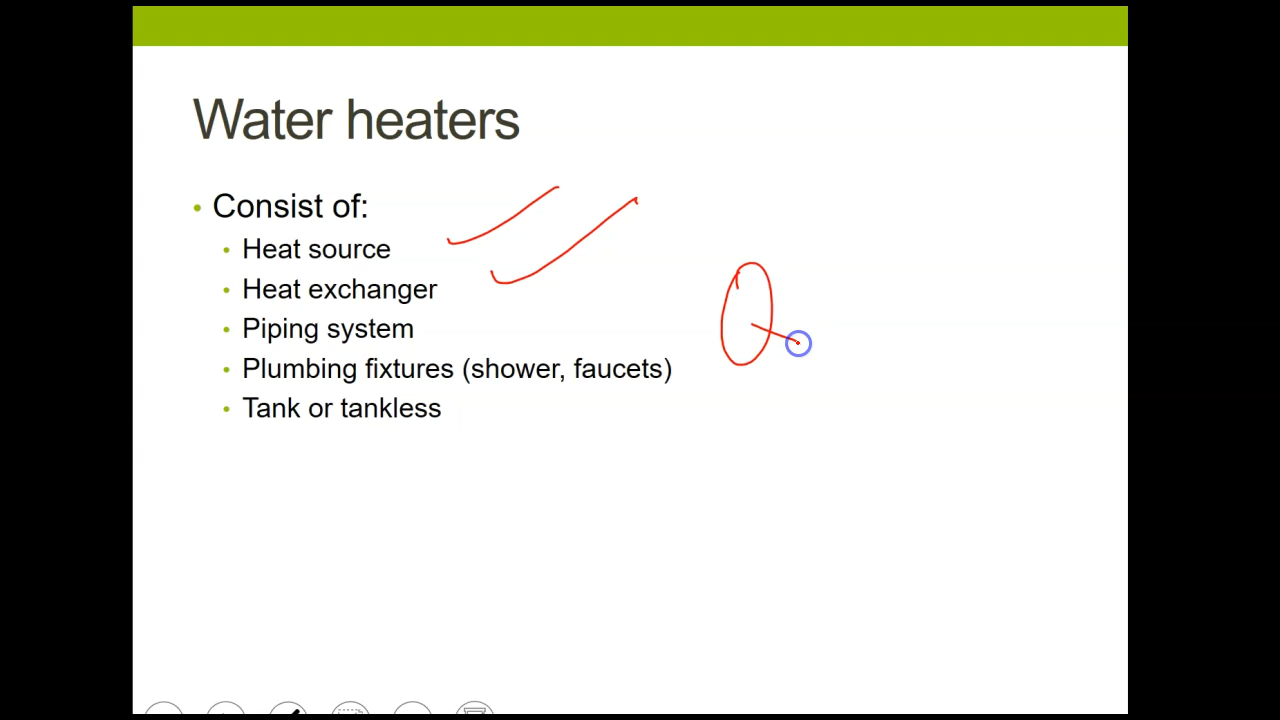 Water heaters
• Consist of:
• Heat source
• Heat exchanger
• Piping system
• Plumbing fixtures (shower, faucets)
• Tank or tankless